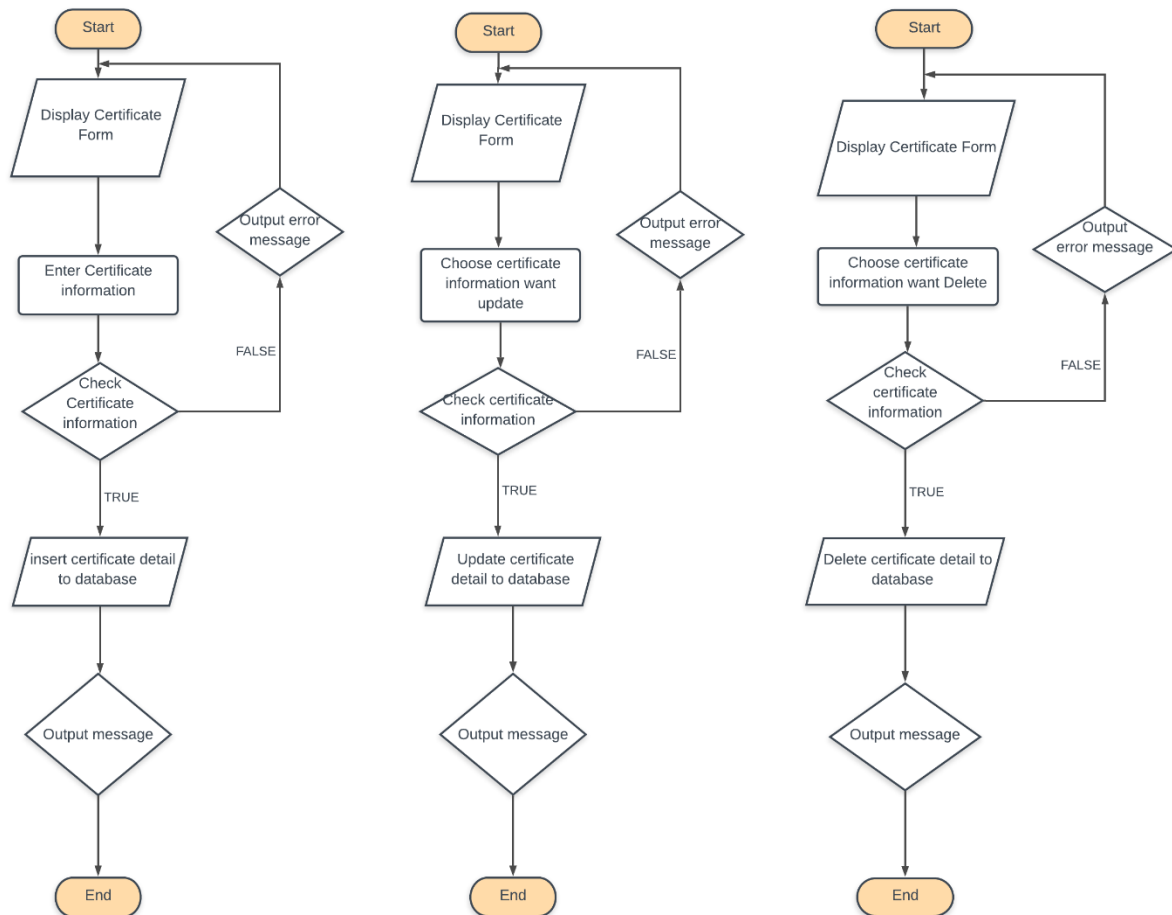 Start
Display Certificate
Form
Output error
message
Enter Certificate
information
FALSE
Check
Certificate
information
TRUE
insert certificate detail
to database
Output message
End
Start
Display Certificate
Form
Output error
message
Choose certificate
information want
update
FALSE
Check certificate
information
TRUE
Update certificate
detail to database
Output message
End
Start
Display Certificate Form
Output
error message
Choose certificate
information want Delete
FALSE
Check
certificate
information
TRUE
Delete certificate detail to
database
Output message
End